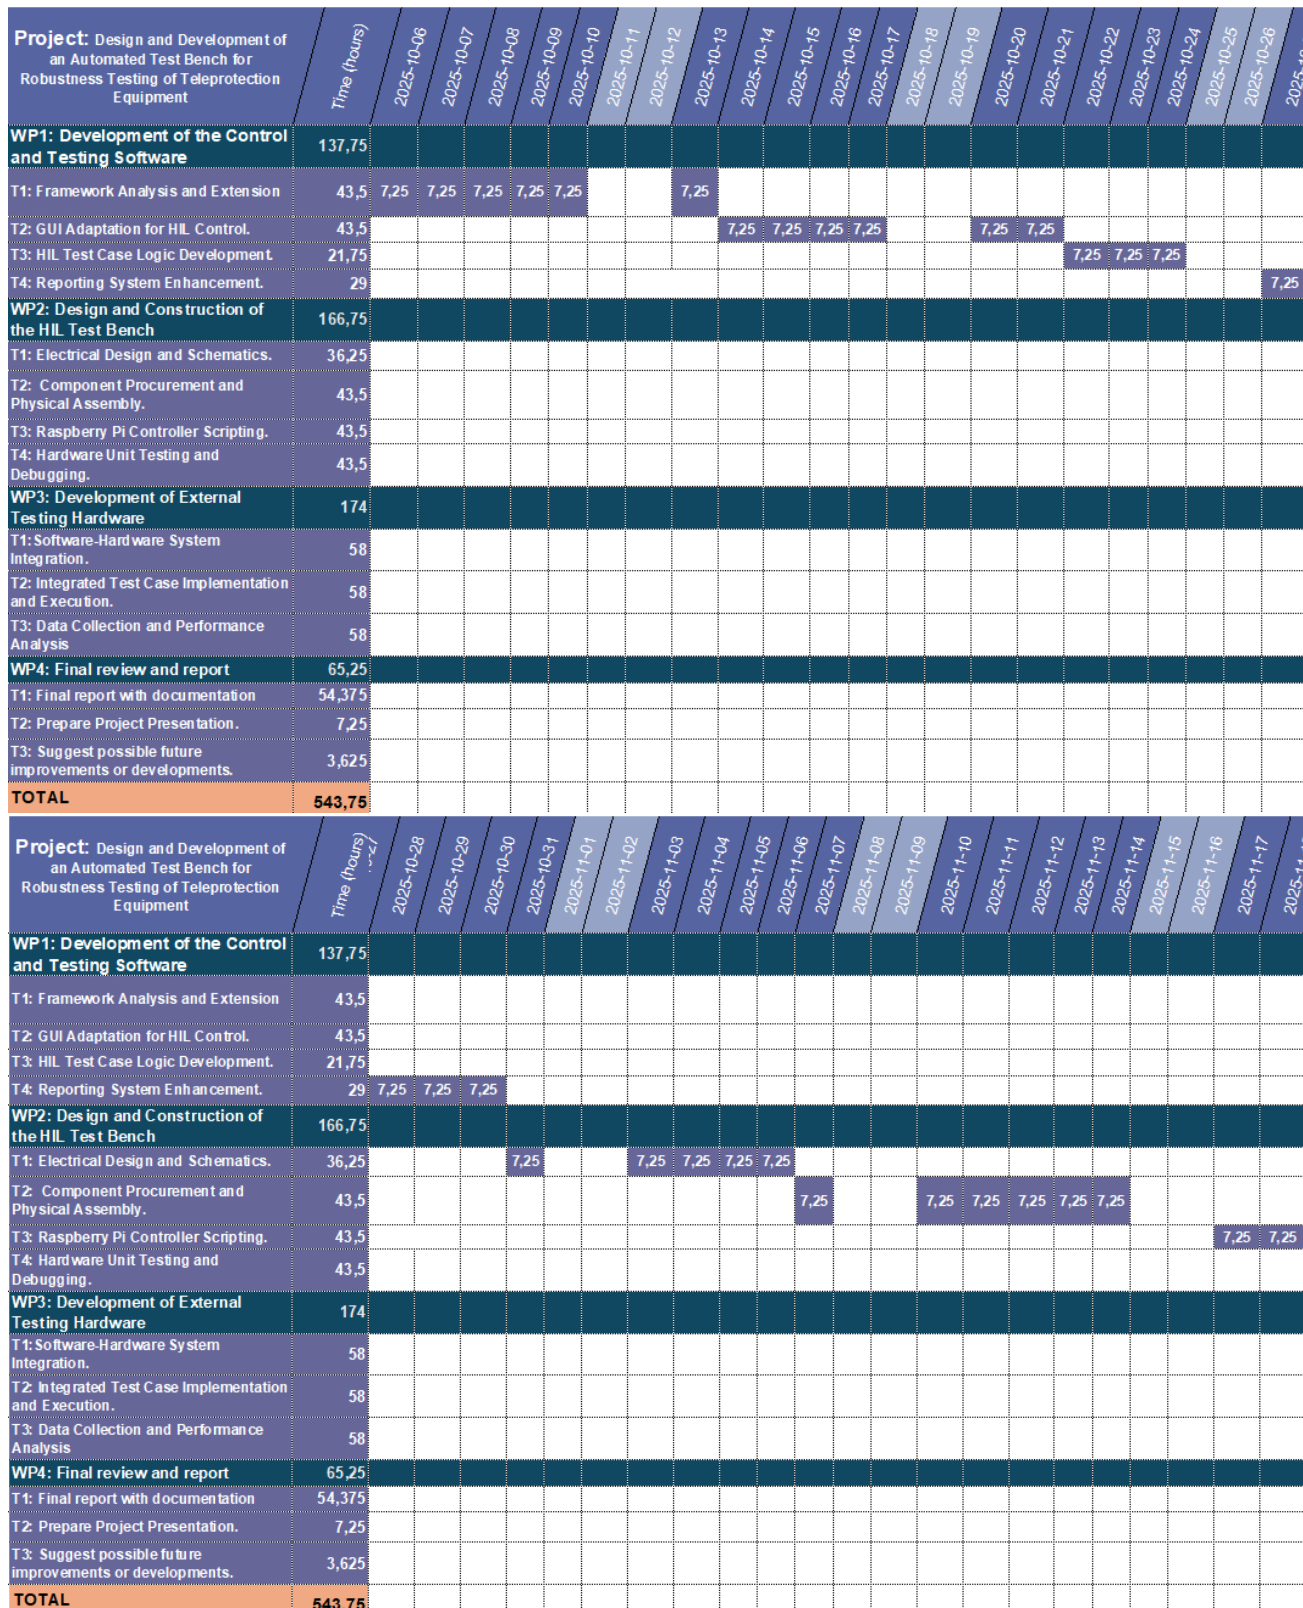 Project: Design and Development of
an Automated Test Bench for
Robustness Testing of Teleprotection
Equipment
Time (hours)
2025-10-06
2025-10-07
2025-10-08
2025-10-09
2025-10-10
2025-10-11
2025-10-12
2025-10-13
2025-10-14
2025-10-15
2025-10-16
2025-10-17
2025-10-18
2025-10-19
2025-10-20
2025-10-21
2025-10-22
2025-10-23
2025-10-24
2025-10-25
2025-10-26
WP1: Development of the Control
and Testing Software
137,75
T1: Framework Analysis and Extension 43,5 7,25 7,25 7,25 7,25 7,25 7,25
T2: GUI Adaptation for HIL Control. 43,5 7,25 7,25 7,25 7,25 7,25 7,25
T3: HIL Test Case Logic Development. 21,75 7,25 7,25 7,25
T4: Reporting System Enhancement. 29 7,25
WP2: Design and Construction of
the HIL Test Bench
166,75
T1: Electrical Design and Schematics. 36,25
T2: Component Procurement and
Physical Assembly.
43,5
T3: Raspberry Pi Controller Scripting. 43,5
T4: Hardware Unit Testing and
Debugging.
43,5
WP3: Development of External
Testing Hardware
174
T1:Software-Hardware System
Integration.
58
T2: Integrated Test Case Implementation
and Execution.
58
T3: Data Collection and Performance
Analysis
58
WP4: Final review and report 65,25
T1: Final report with documentation 54,375
T2: Prepare Project Presentation. 7,25
T3: Suggest possible future
improvements or developments.
3,625
TOTAL 543,75
Project: Design and Development of
an Automated Test Bench for
Robustness Testing of Teleprotection
Equipment
Time (hours)
2025-10-28
2025-10-29
2025-10-30
2025-10-31
2025-11-01
2025-11-02
2025-11-03
2025-11-04
2025-11-05
2025-11-06
2025-11-07
2025-11-08
2025-11-09
2025-11-10
2025-11-11
2025-11-12
2025-11-13
2025-11-14
2025-11-15
2025-11-16
2025-11-17
WP1: Development of the Control
and Testing Software
137,75
T1: Framework Analysis and Extension 43,5
T2: GUI Adaptation for HIL Control. 43,5
T3: HIL Test Case Logic Development. 21,75
T4: Reporting System Enhancement. 29 7,25 7,25 7,25
WP2: Design and Construction of
the HIL Test Bench
166,75
T1: Electrical Design and Schematics. 36,25 7,25 7,25 7,25 7,25 7,25
T2: Component Procurement and
Physical Assembly.
43,5 7,25 7,25 7,25 7,25 7,25 7,25
T3: Raspberry Pi Controller Scripting. 43,5 7,25 7,25
T4: Hardware Unit Testing and
Debugging.
43,5
WP3: Development of External
Testing Hardware
174
T1:Software-Hardware System
Integration.
58
T2: Integrated Test Case Implementation
and Execution.
58
T3: Data Collection and Performance
Analysis
58
WP4: Final review and report 65,25
T1: Final report with documentation 54,375
T2: Prepare Project Presentation. 7,25
T3: Suggest possible future
improvements or developments.
3,625
TOTAL 543,75